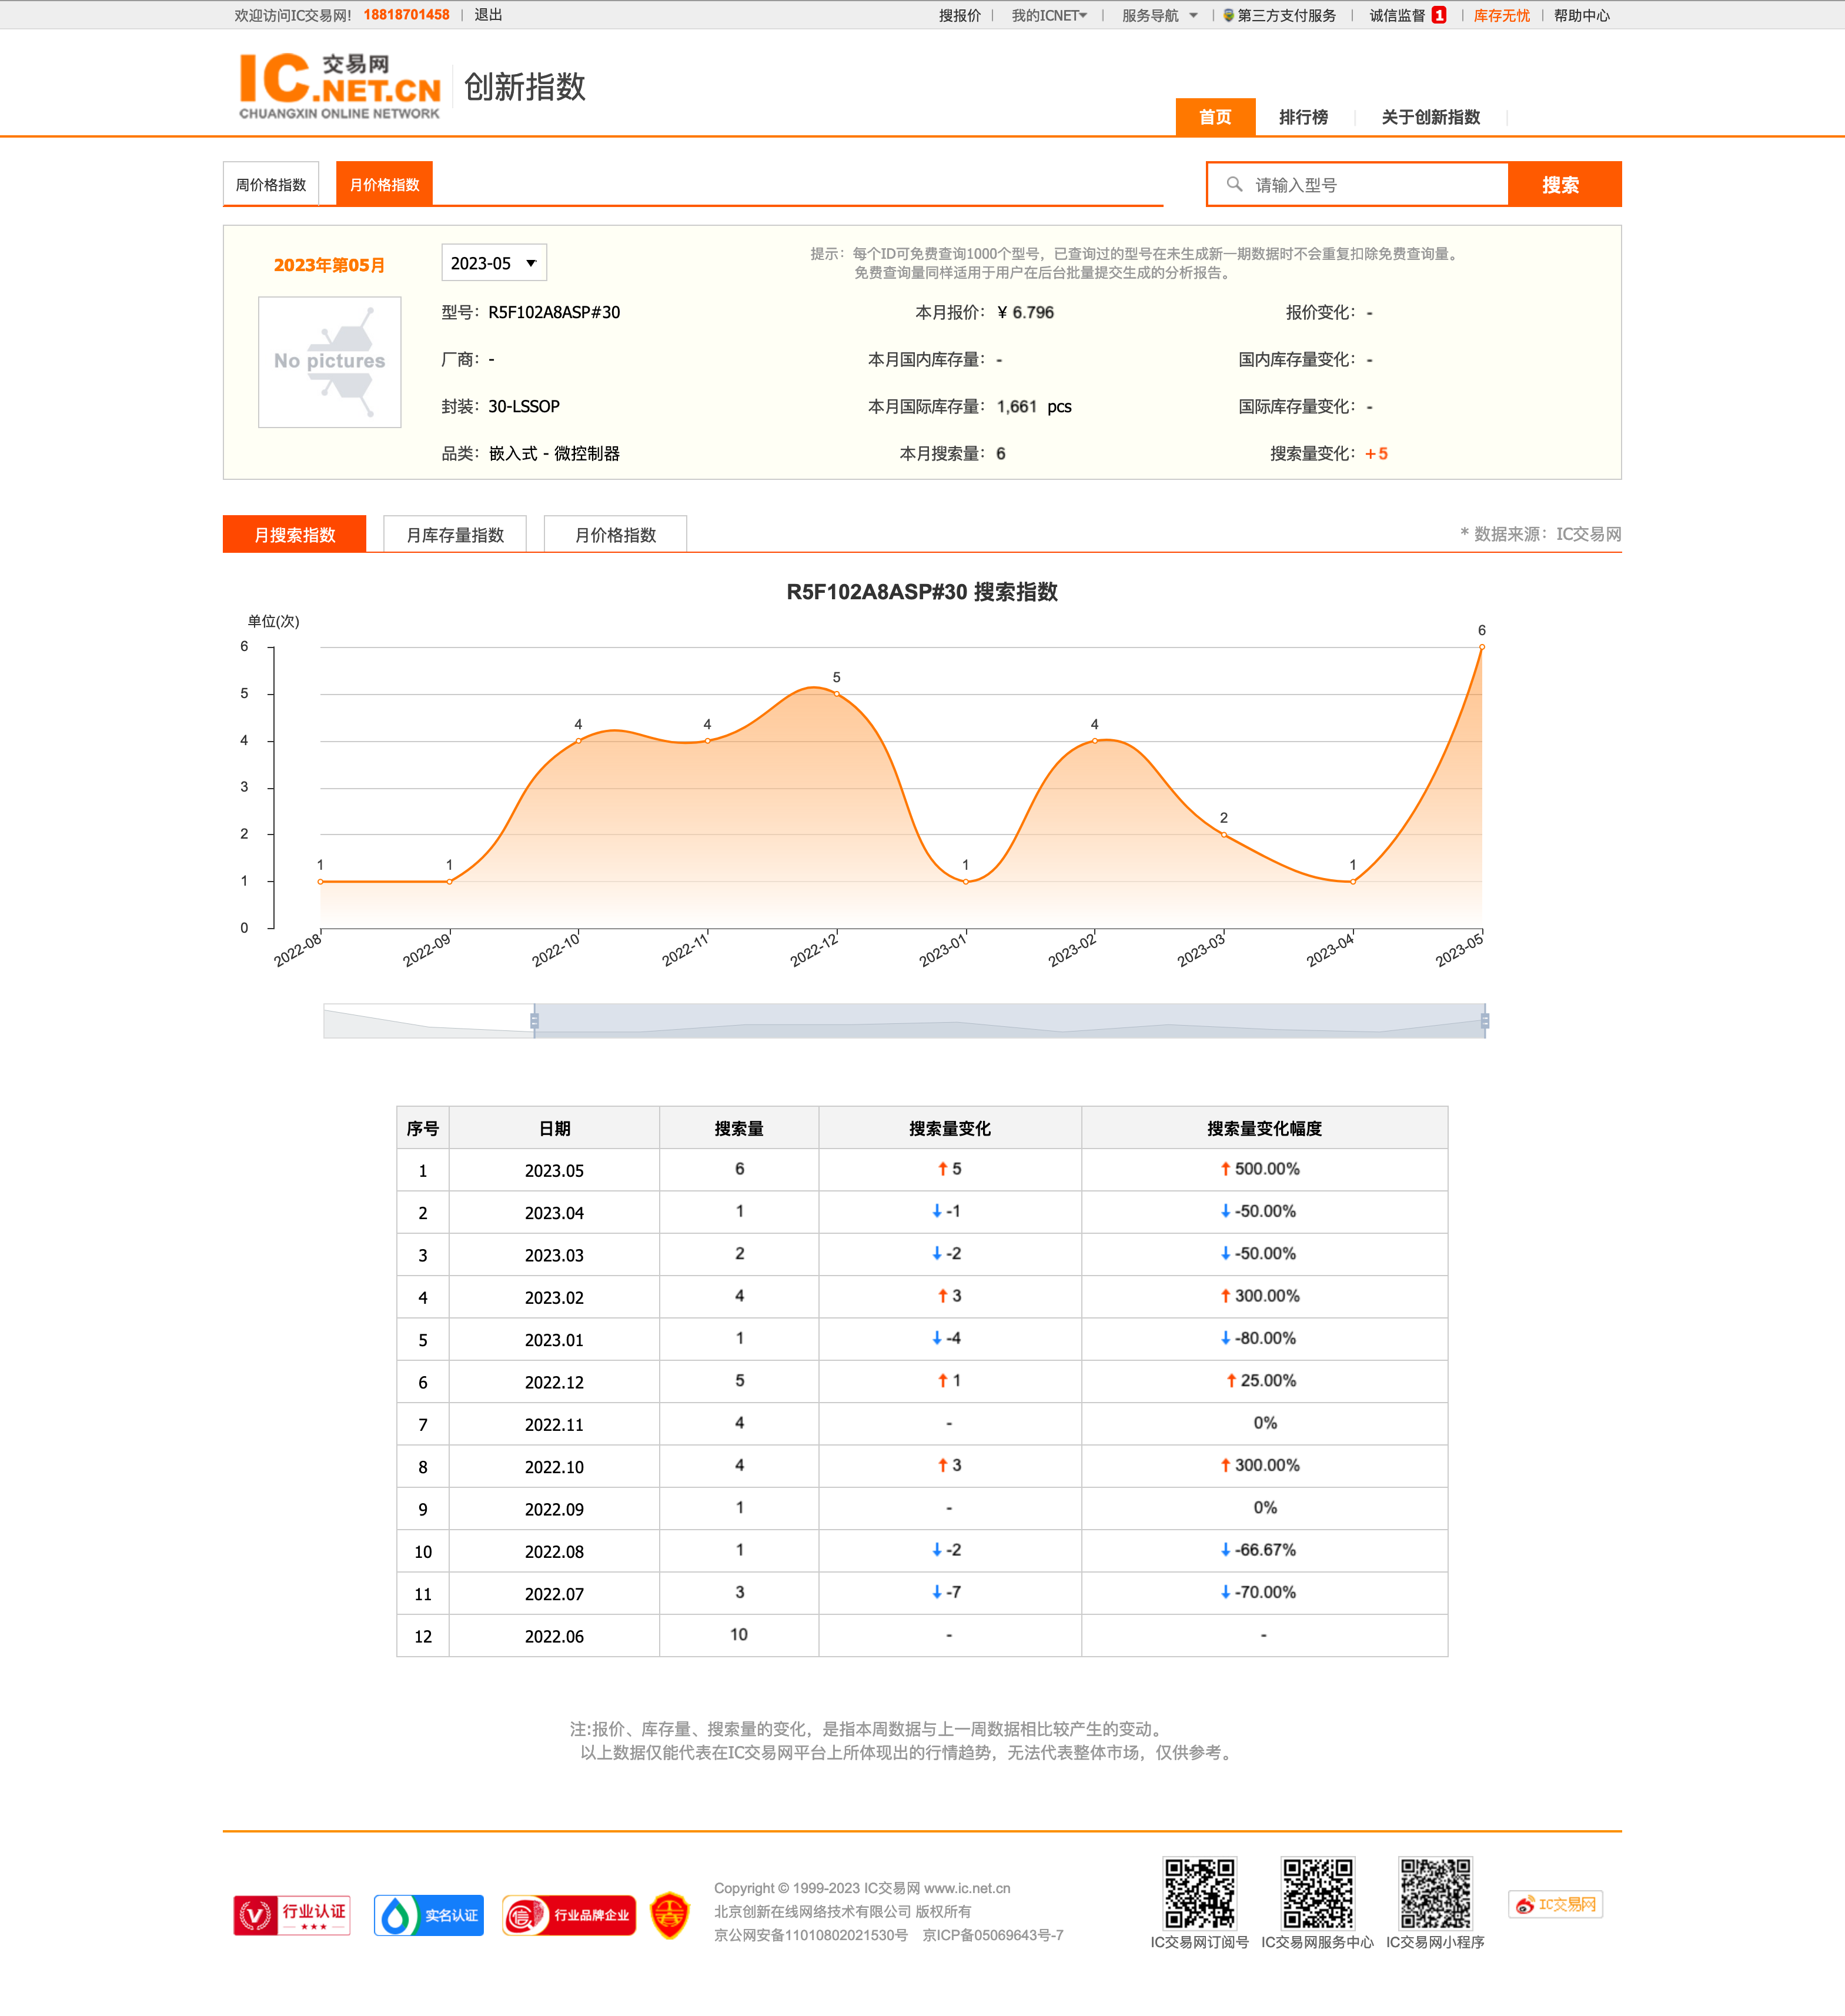 欢迎访问IC交易网! 18818701458 | 退出 搜报价 | 我的ICNET | 服务导航 | 第三方支付服务 | 诚信监督 1 | 库存无忧 | 帮助中心
IC交易网.NET.CN 创新指数
CHUANGXIN ONLINE NETWORK
首页 排行榜 关于创新指数
周价格指数 月价格指数 请输入型号 搜索
2023年第05月 2023-05 提示：每个ID可免费查询1000个型号，已查询过的型号在未生成新一期数据时不会重复扣除免费查询量。
免费查询量同样适用于用户在后台批量提交生成的分析报告。
No pictures
型号：R5F102A8ASP#30 本月报价：¥ 6.796 报价变化：-
厂商：- 本月国内库存量：- 国内库存量变化：-
封装：30-LSSOP 本月国际库存量：1,661 pcs 国际库存量变化：-
品类：嵌入式 - 微控制器 本月搜索量：6 搜索量变化：+5
月搜索指数 月库存量指数 月价格指数 * 数据来源：IC交易网
R5F102A8ASP#30 搜索指数
单位(次)
6
5
4
3
2
1
0
1 1 4 4 5 1 4 2 1 6
2022-08 2022-09 2022-10 2022-11 2022-12 2023-01 2023-02 2023-03 2023-04 2023-05
序号 日期 搜索量 搜索量变化 搜索量变化幅度
1 2023.05 6 ↑ 5 ↑ 500.00%
2 2023.04 1 ↓ -1 ↓ -50.00%
3 2023.03 2 ↓ -2 ↓ -50.00%
4 2023.02 4 ↑ 3 ↑ 300.00%
5 2023.01 1 ↓ -4 ↓ -80.00%
6 2022.12 5 ↑ 1 ↑ 25.00%
7 2022.11 4 - 0%
8 2022.10 4 ↑ 3 ↑ 300.00%
9 2022.09 1 - 0%
10 2022.08 1 ↓ -2 ↓ -66.67%
11 2022.07 3 ↓ -7 ↓ -70.00%
12 2022.06 10 - -
注:报价、库存量、搜索量的变化，是指本周数据与上一周数据相比较产生的变动。
以上数据仅能代表在IC交易网平台上所体现出的行情趋势，无法代表整体市场，仅供参考。
行业认证 实名认证 信 行业品牌企业
Copyright © 1999-2023 IC交易网 www.ic.net.cn
北京创新在线网络技术有限公司 版权所有
京公网安备11010802021530号 京ICP备05069643号-7
IC交易网订阅号 IC交易网服务中心 IC交易网小程序
IC交易网